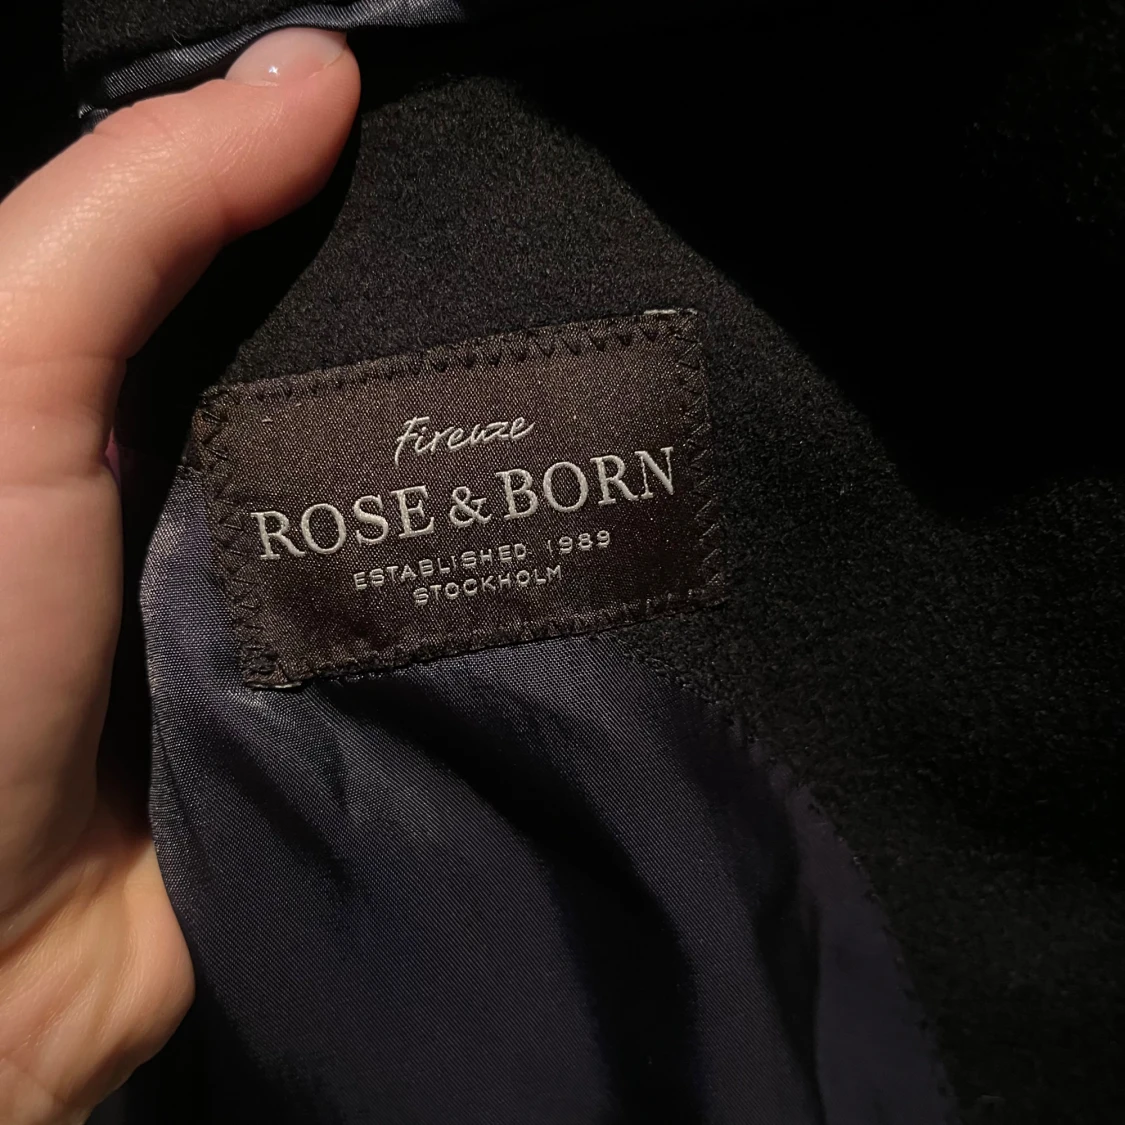 Firenze
ROSE & BORN
ESTABLISHED 1989
STOCKHOLM